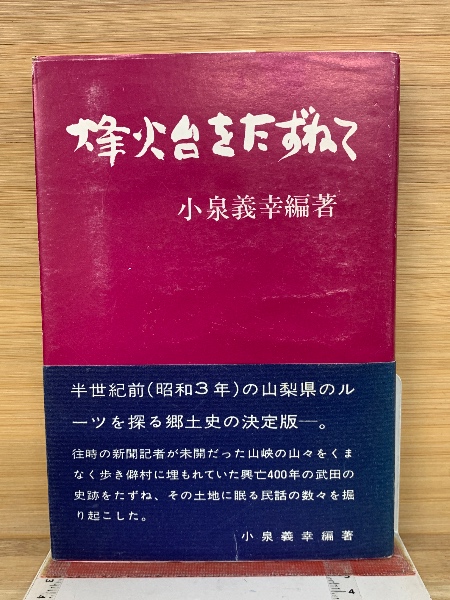 烽火台をたずねて
小泉義幸編著
半世紀前(昭和3年)の山梨県のル
ーツを探る郷土史の決定版──。
往時の新聞記者が未開だった山峡の山々をくま
なく歩き僻村に埋もれていた興亡400年の武田の
史跡をたずね、その土地に眠る民話の数々を掘
り起こした。
小泉義幸編著